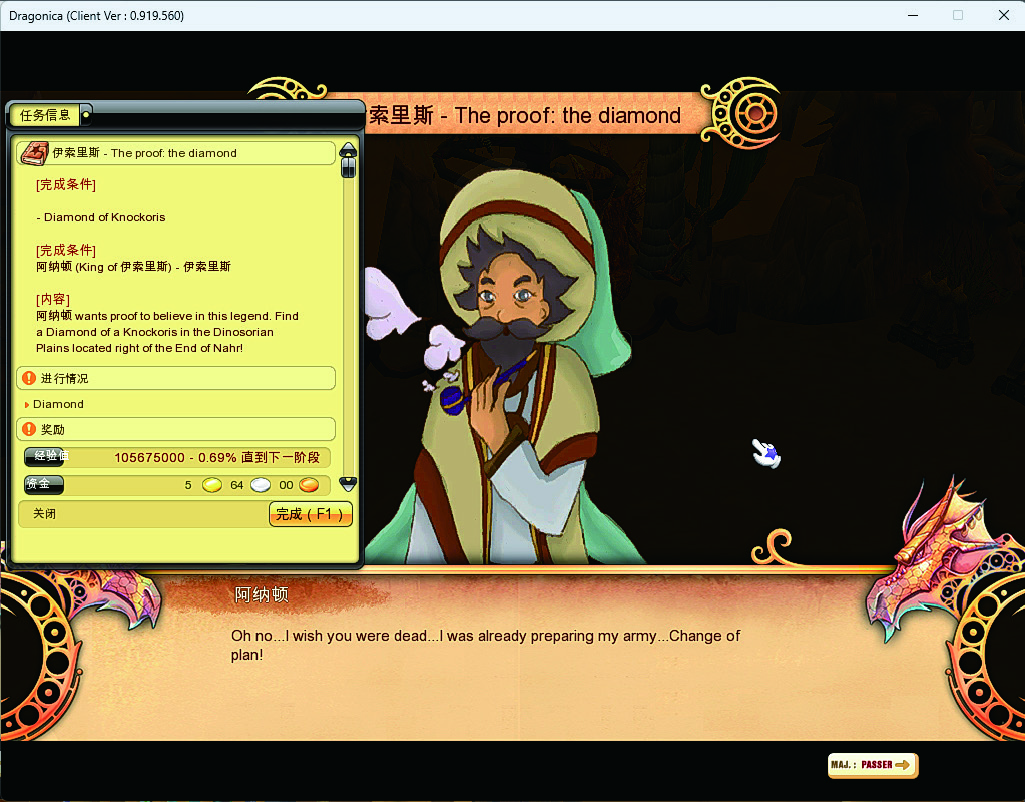 Dragonica (Client Ver : 0.919.560)
索里斯 - The proof: the diamond
任务信息
伊索里斯 - The proof: the diamond
[完成条件]
- Diamond of Knockoris
[完成条件]
阿纳顿 (King of 伊索里斯) - 伊索里斯
[内容]
阿纳顿 wants proof to believe in this legend. Find
a Diamond of a Knockoris in the Dinosorian
Plains located right of the End of Nahr!
进行情况
Diamond
奖励
经验值 105675000 - 0.69% 直到下一阶段
资金 5 64 00
关闭 完成 ( F1 )
阿纳顿
Oh no...I wish you were dead...I was already preparing my army...Change of
plan!
MAJ. : PASSER